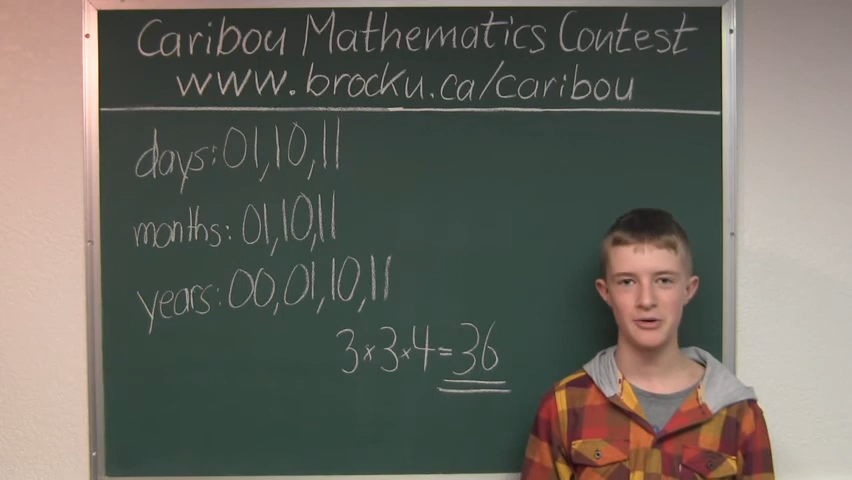 Caribou Mathematics Contest
www.brocku.ca/caribou
days: 01, 10, 11
months: 01, 10, 11
years: 00, 01, 10, 11
3×3×4=36